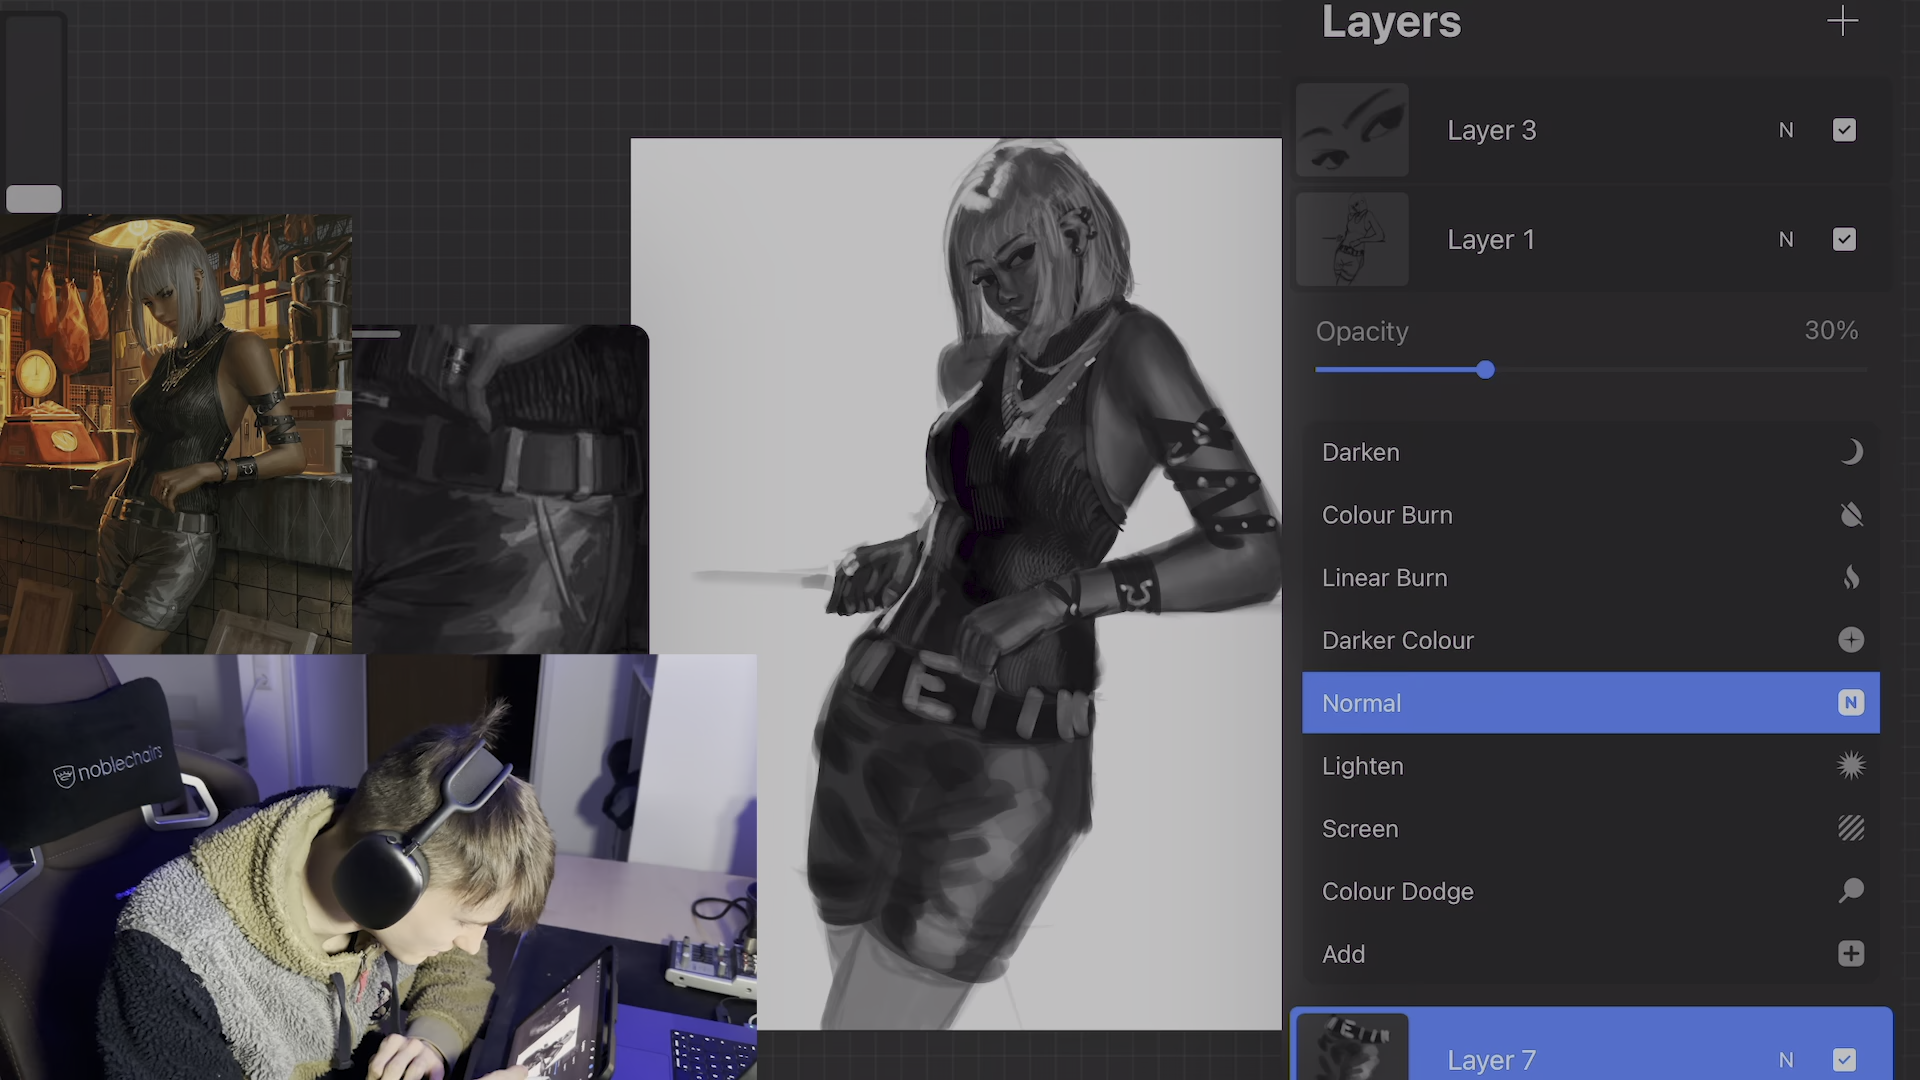 Layers
Layer 3 N
Layer 1 N
Opacity 30%
Darken
Colour Burn
Linear Burn
Darker Colour
Normal N
Lighten
Screen
Colour Dodge
Add
Layer 7 N
noblechairs